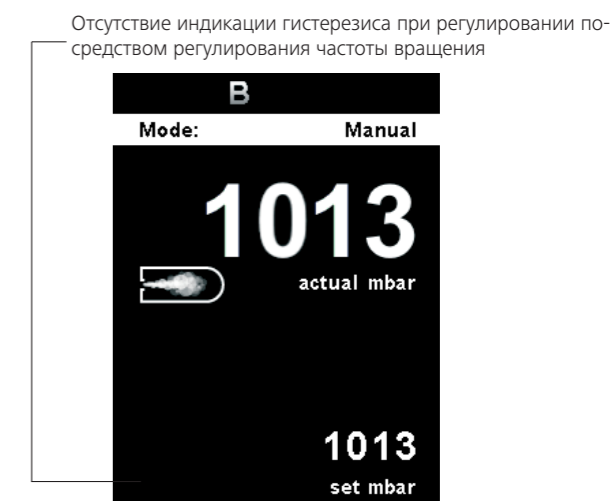 Отсутствие индикации гистерезиса при регулировании по-
средством регулирования частоты вращения
B
Mode: Manual
1013
actual mbar
1013
set mbar